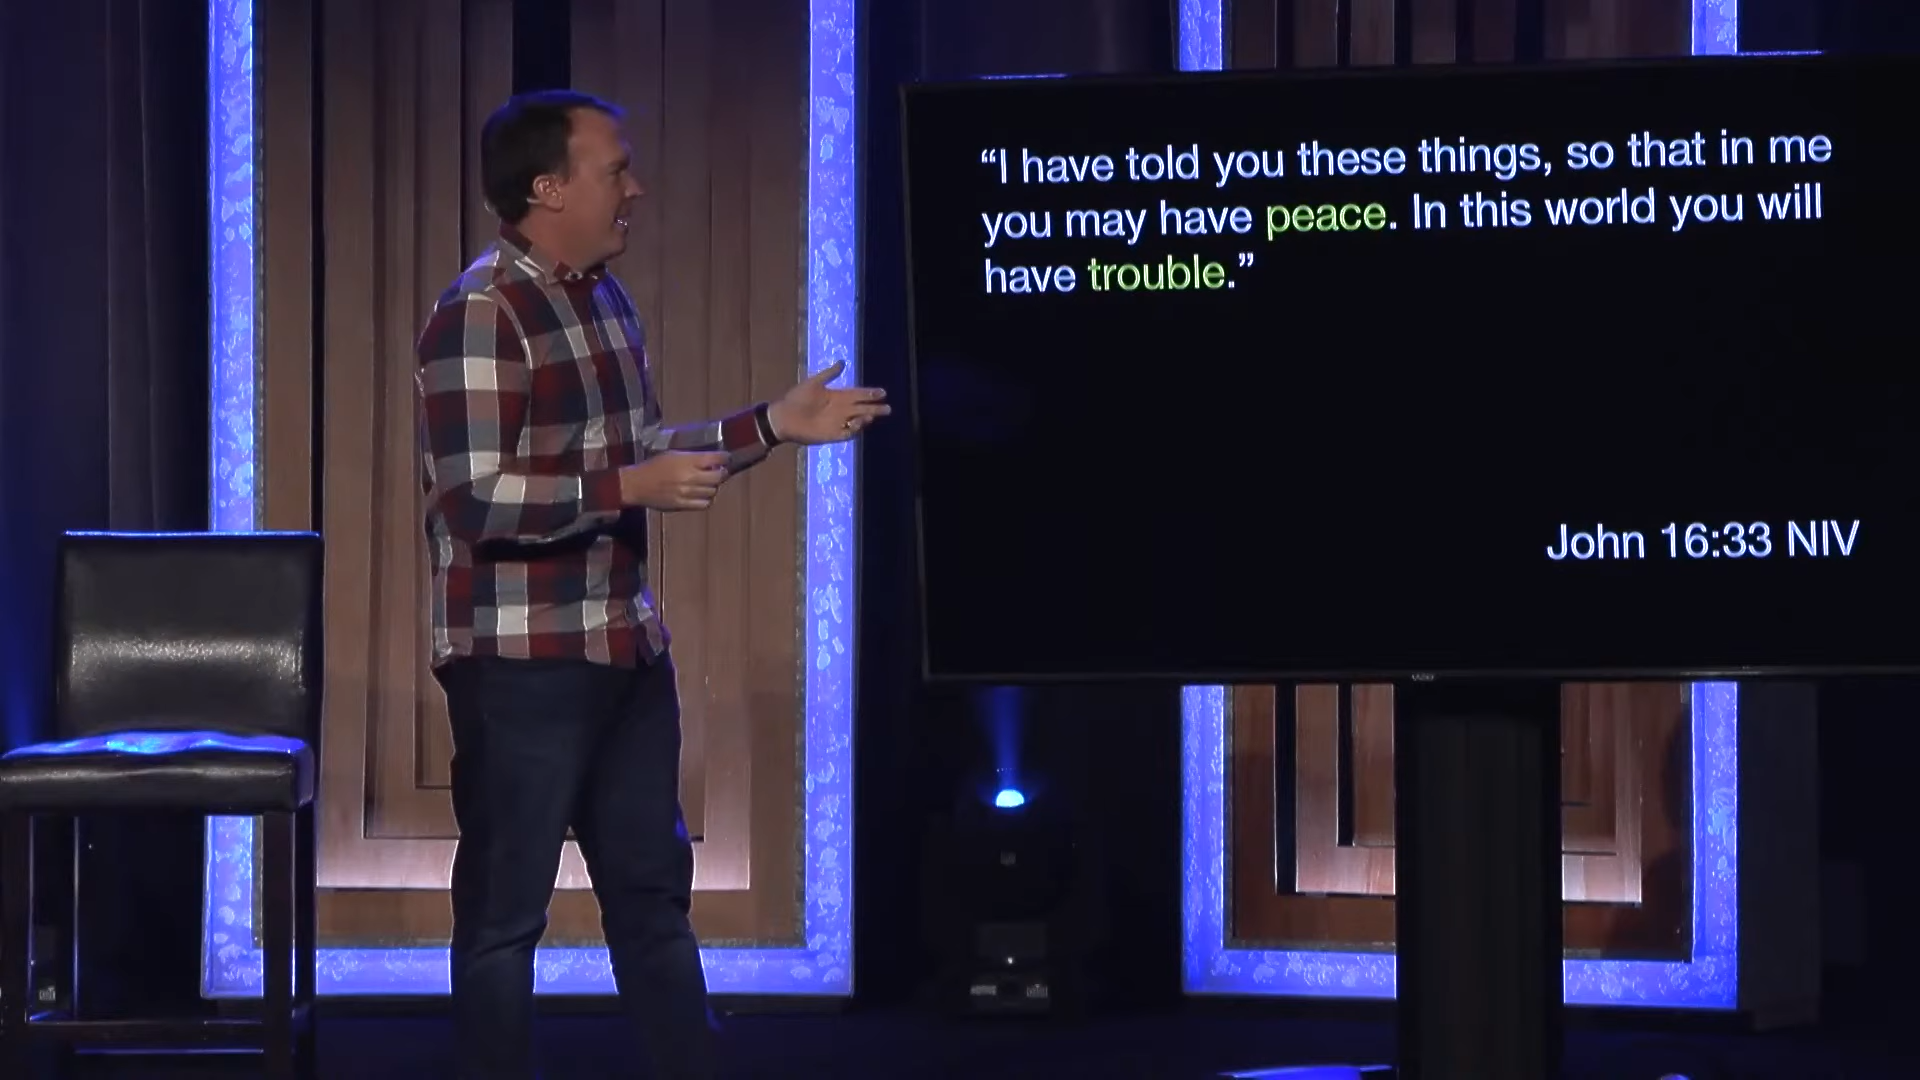 “I have told you these things, so that in me
you may have peace. In this world you will
have trouble.”
John 16:33 NIV